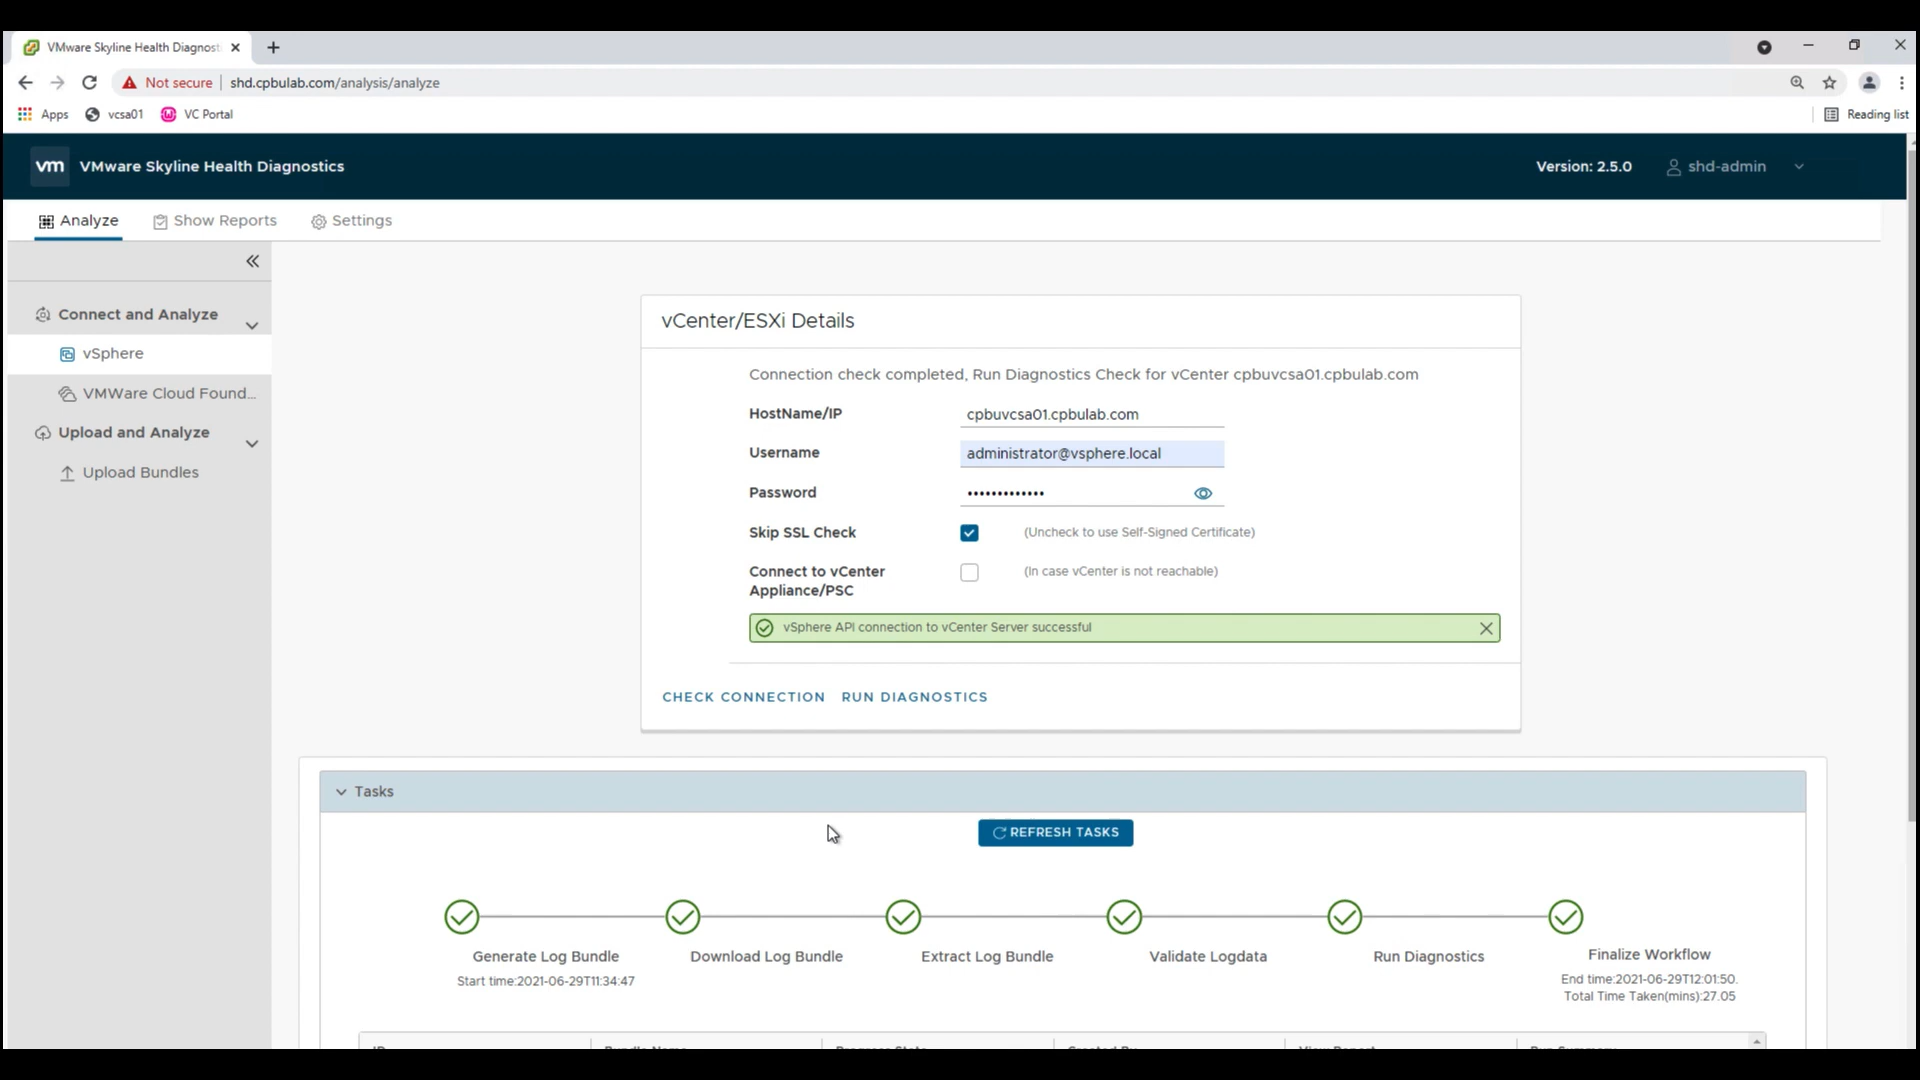 VMware Skyline Health Diagnost
Not secure
shd.cpbulab.com/analysis/analyze
Apps
vcsa01
VC Portal
Reading list
vm
VMware Skyline Health Diagnostics
Version: 2.5.0
shd-admin
Analyze
Show Reports
Settings
Connect and Analyze
vSphere
VMWare Cloud Found...
Upload and Analyze
Upload Bundles
vCenter/ESXi Details
Connection check completed, Run Diagnostics Check for vCenter cpbuvcsa01.cpbulab.com
HostName/IP
cpbuvcsa01.cpbulab.com
Username
administrator@vsphere.local
Password
•••••••••••••
Skip SSL Check
(Uncheck to use Self-Signed Certificate)
Connect to vCenter
Appliance/PSC
(In case vCenter is not reachable)
vSphere API connection to vCenter Server successful
CHECK CONNECTION
RUN DIAGNOSTICS
Tasks
REFRESH TASKS
Generate Log Bundle
Start time:2021-06-29T11:34:47
Download Log Bundle
Extract Log Bundle
Validate Logdata
Run Diagnostics
Finalize Workflow
End time:2021-06-29T12:01:50.
Total Time Taken(mins):27.05